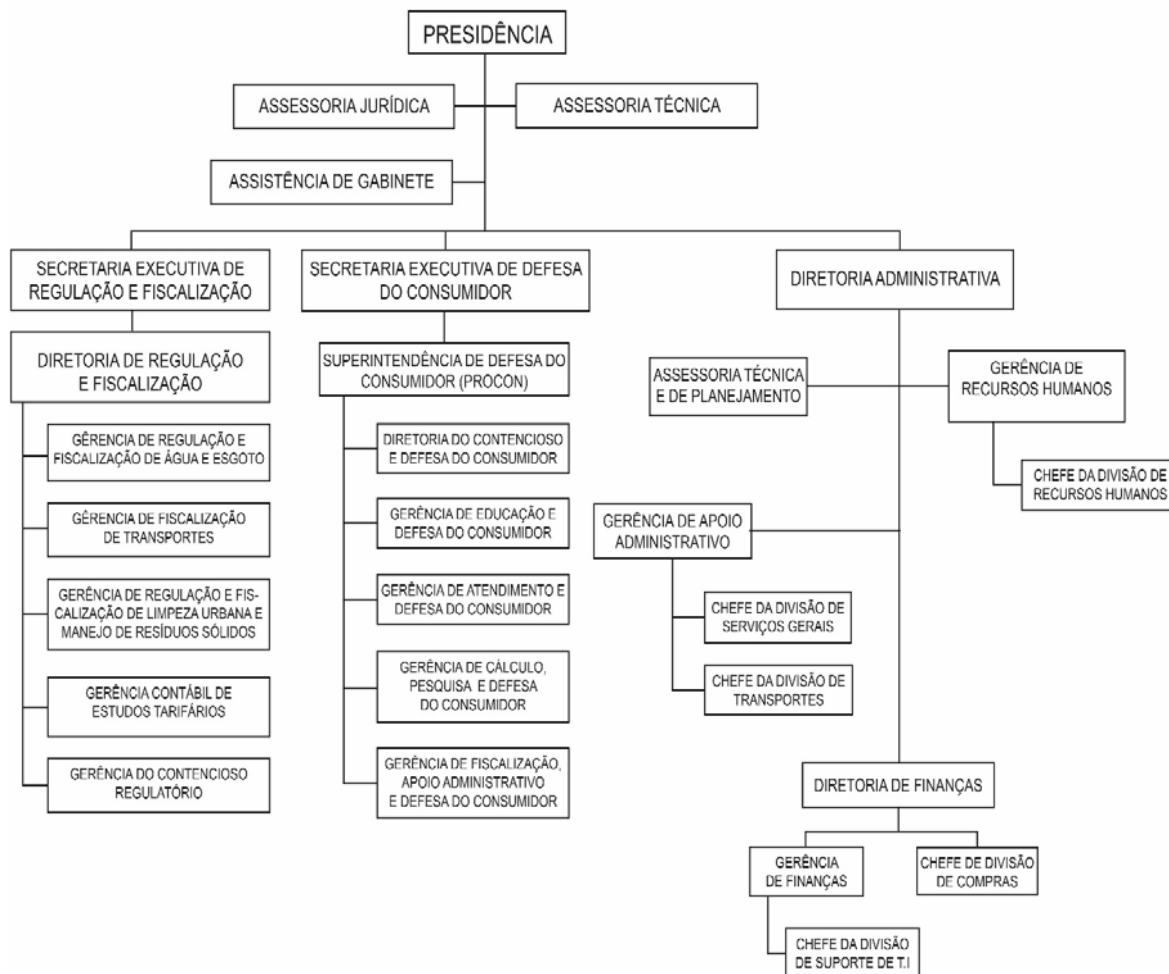 PRESIDÊNCIA
ASSESSORIA JURÍDICA
ASSESSORIA TÉCNICA
ASSISTÊNCIA DE GABINETE
SECRETARIA EXECUTIVA DE
REGULAÇÃO E FISCALIZAÇÃO
DIRETORIA DE REGULAÇÃO
E FISCALIZAÇÃO
GÊRENCIA DE REGULAÇÃO E
FISCALIZAÇÃO DE ÁGUA E ESGOTO
GÊRENCIA DE FISCALIZAÇÃO
DE TRANSPORTES
GERÊNCIA DE REGULAÇÃO E FIS-
CALIZAÇÃO DE LIMPEZA URBANA E
MANEJO DE RESÍDUOS SÓLIDOS
GERÊNCIA CONTÁBIL DE
ESTUDOS TARIFÁRIOS
GERÊNCIA DO CONTENCIOSO
REGULATÓRIO
SECRETARIA EXECUTIVA DE DEFESA
DO CONSUMIDOR
SUPERINTENDÊNCIA DE DEFESA DO
CONSUMIDOR (PROCON)
DIRETORIA DO CONTENCIOSO
E DEFESA DO CONSUMIDOR
GERÊNCIA DE EDUCAÇÃO E
DEFESA DO CONSUMIDOR
GERÊNCIA DE ATENDIMENTO E
DEFESA DO CONSUMIDOR
GERÊNCIA DE CÁLCULO,
PESQUISA E DEFESA
DO CONSUMIDOR
GERÊNCIA DE FISCALIZAÇÃO,
APOIO ADMINISTRATIVO
E DEFESA DO CONSUMIDOR
DIRETORIA ADMINISTRATIVA
ASSESSORIA TÉCNICA
E DE PLANEJAMENTO
GERÊNCIA DE
RECURSOS HUMANOS
CHEFE DA DIVISÃO DE
RECURSOS HUMANOS
GERÊNCIA DE APOIO
ADMINISTRATIVO
CHEFE DA DIVISÃO DE
SERVIÇOS GERAIS
CHEFE DA DIVISÃO DE
TRANSPORTES
DIRETORIA DE FINANÇAS
GERÊNCIA
DE FINANÇAS
CHEFE DE DIVISÃO
DE COMPRAS
CHEFE DA DIVISÃO
DE SUPORTE DE T.I